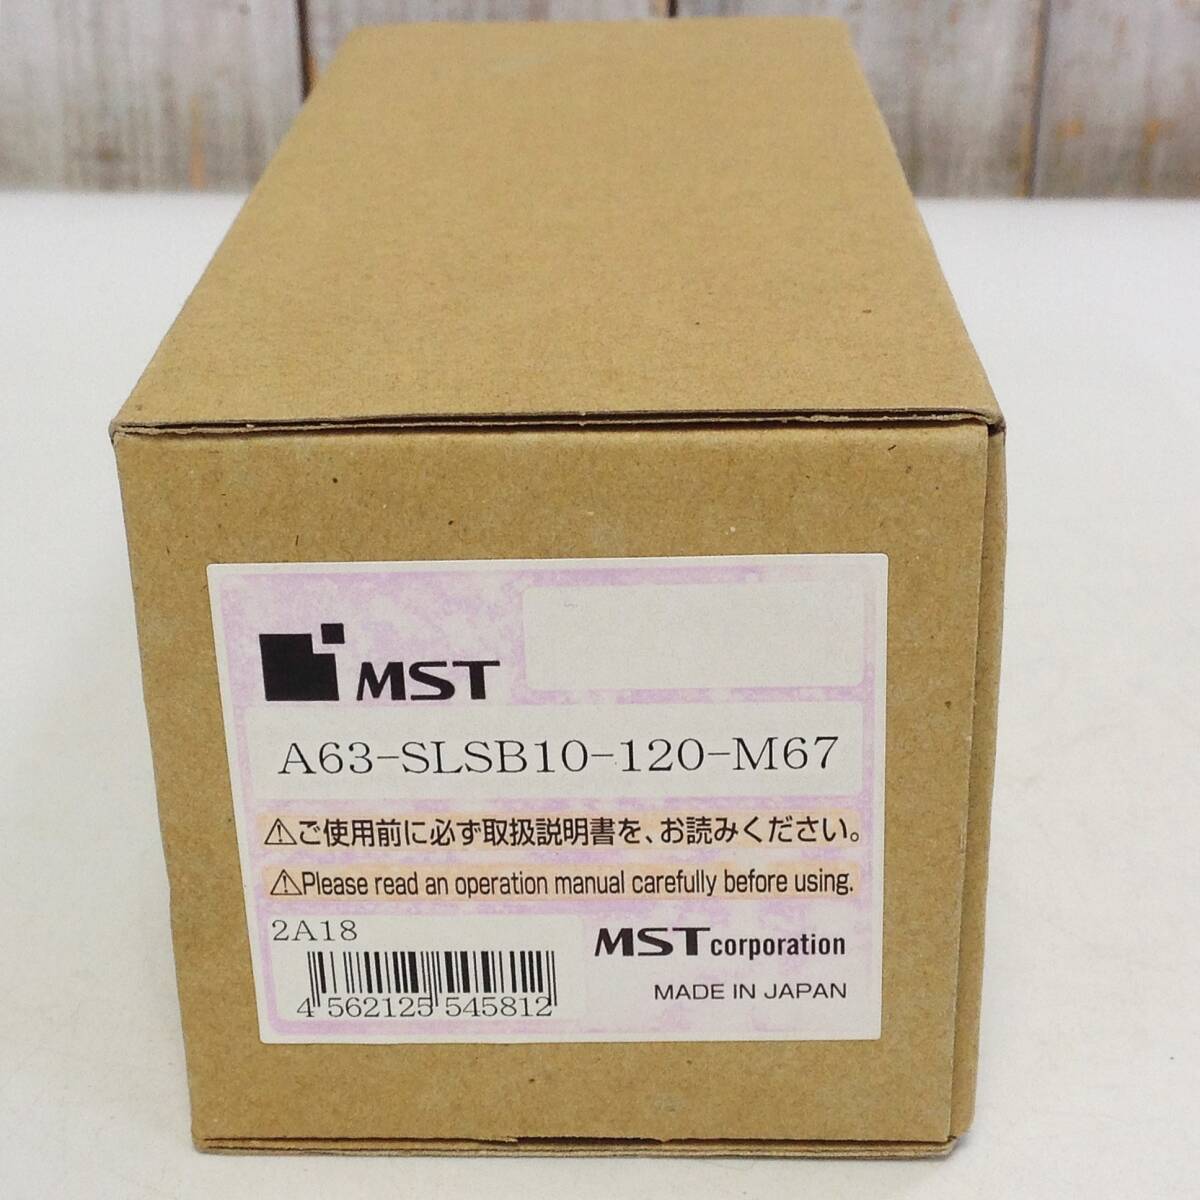 MST
A63-SLSB10-120-M67
⚠ご使用前に必ず取扱説明書を、お読みください。
⚠Please read an operation manual carefully before using.
2A18
4 562125 545812
MST corporation
MADE IN JAPAN